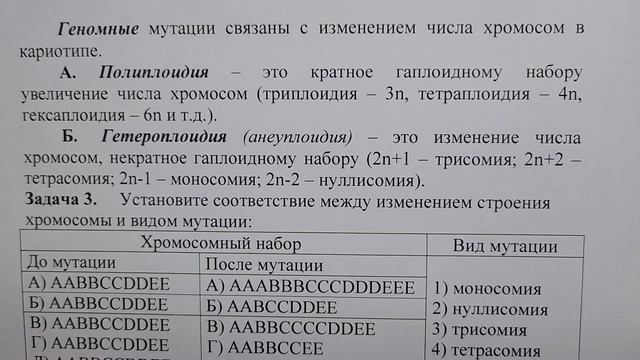 Геномные мутации связаны с изменением числа хромосом в
кариотипе.
А. Полиплоидия – это кратное гаплоидному набору
увеличение числа хромосом (триплоидия – 3n, тетраплоидия – 4n,
гексаплоидия – 6n и т.д.).
Б. Гетероплоидия (анеуплоидия) – это изменение числа
хромосом, некратное гаплоидному набору (2n+1 – трисомия; 2n+2 –
тетрасомия; 2n-1 – моносомия; 2n-2 – нуллисомия).
Задача 3. Установите соответствие между изменением строения
хромосомы и видом мутации:
Хромосомный набор Вид мутации
До мутации После мутации
А) AABBCCDDEE А) AAABBBCCCDDDEEE 1) моносомия
Б) AABBCCDDEE Б) AABCCDDEE 2) нуллисомия
В) AABBCCDDEE В) AABBCCCCDDEE 3) трисомия
Г) AABBCCDDEE Г) AABBCCEE 4) тетрасомия